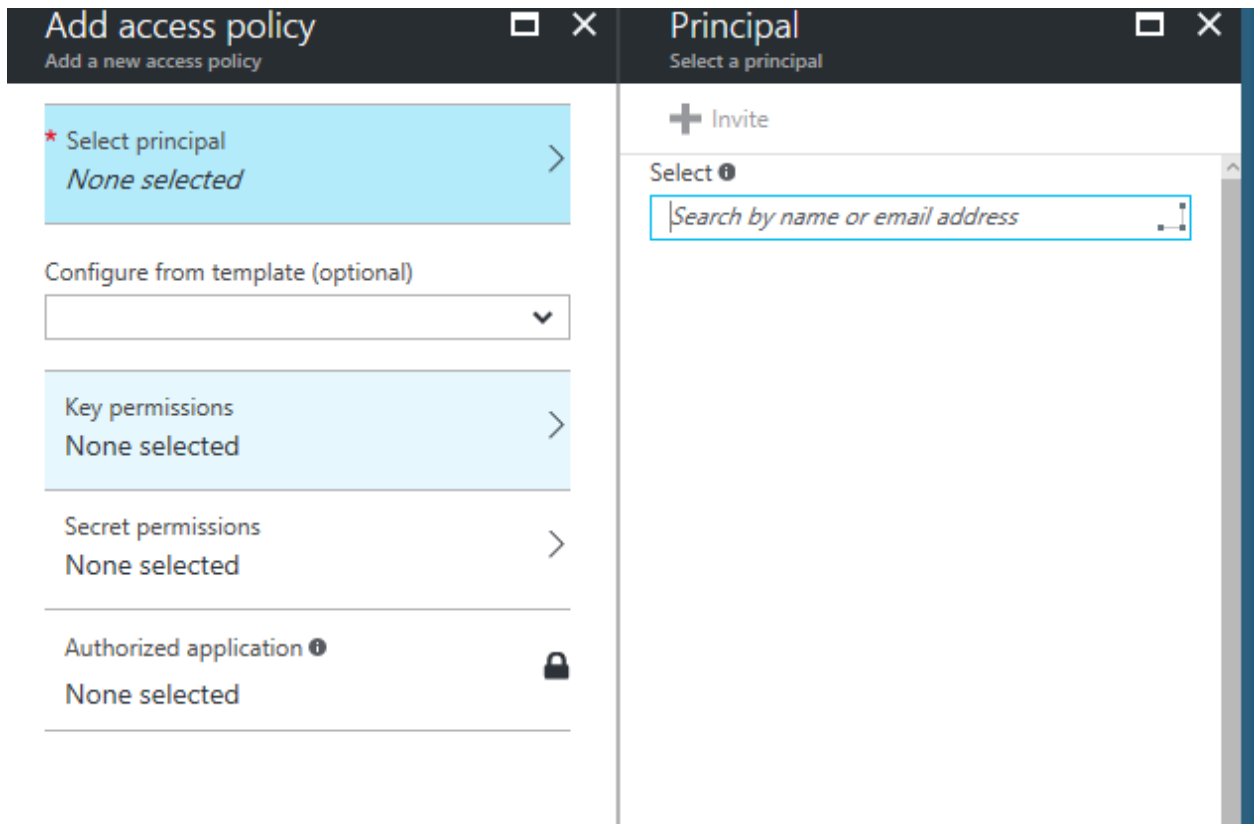 Add access policy
Add a new access policy
* Select principal
None selected
Configure from template (optional)
Key permissions
None selected
Secret permissions
None selected
Authorized application
None selected
Principal
Select a principal
Invite
Select
Search by name or email address